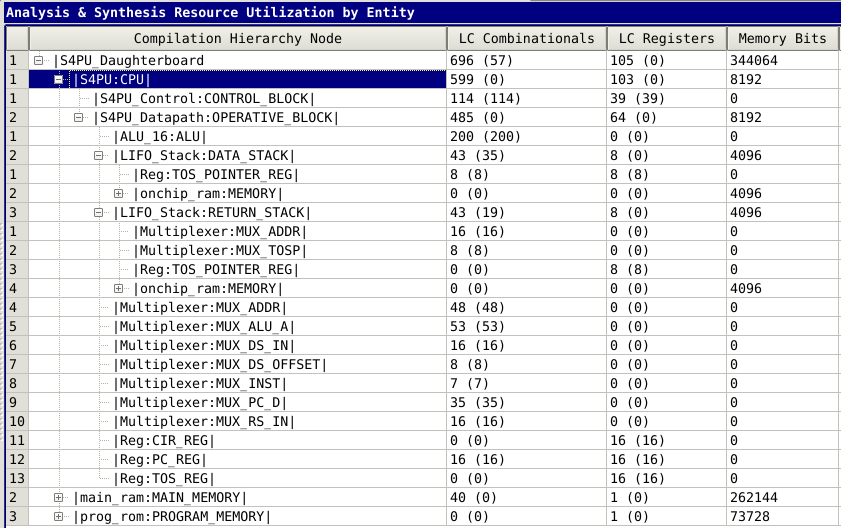 Analysis & Synthesis Resource Utilization by Entity
Compilation Hierarchy Node LC Combinationals LC Registers Memory Bits
1 |S4PU_Daughterboard 696 (57) 105 (0) 344064
1 |S4PU:CPU| 599 (0) 103 (0) 8192
1 |S4PU_Control:CONTROL_BLOCK| 114 (114) 39 (39) 0
2 |S4PU_Datapath:OPERATIVE_BLOCK| 485 (0) 64 (0) 8192
1 |ALU_16:ALU| 200 (200) 0 (0) 0
2 |LIFO_Stack:DATA_STACK| 43 (35) 8 (0) 4096
1 |Reg:TOS_POINTER_REG| 8 (8) 8 (8) 0
2 |onchip_ram:MEMORY| 0 (0) 0 (0) 4096
3 |LIFO_Stack:RETURN_STACK| 43 (19) 8 (0) 4096
1 |Multiplexer:MUX_ADDR| 16 (16) 0 (0) 0
2 |Multiplexer:MUX_TOSP| 8 (8) 0 (0) 0
3 |Reg:TOS_POINTER_REG| 0 (0) 8 (8) 0
4 |onchip_ram:MEMORY| 0 (0) 0 (0) 4096
4 |Multiplexer:MUX_ADDR| 48 (48) 0 (0) 0
5 |Multiplexer:MUX_ALU_A| 53 (53) 0 (0) 0
6 |Multiplexer:MUX_DS_IN| 16 (16) 0 (0) 0
7 |Multiplexer:MUX_DS_OFFSET| 8 (8) 0 (0) 0
8 |Multiplexer:MUX_INST| 7 (7) 0 (0) 0
9 |Multiplexer:MUX_PC_D| 35 (35) 0 (0) 0
10 |Multiplexer:MUX_RS_IN| 16 (16) 0 (0) 0
11 |Reg:CIR_REG| 0 (0) 16 (16) 0
12 |Reg:PC_REG| 16 (16) 16 (16) 0
13 |Reg:TOS_REG| 0 (0) 16 (16) 0
2 |main_ram:MAIN_MEMORY| 40 (0) 1 (0) 262144
3 |prog_rom:PROGRAM_MEMORY| 0 (0) 1 (0) 73728